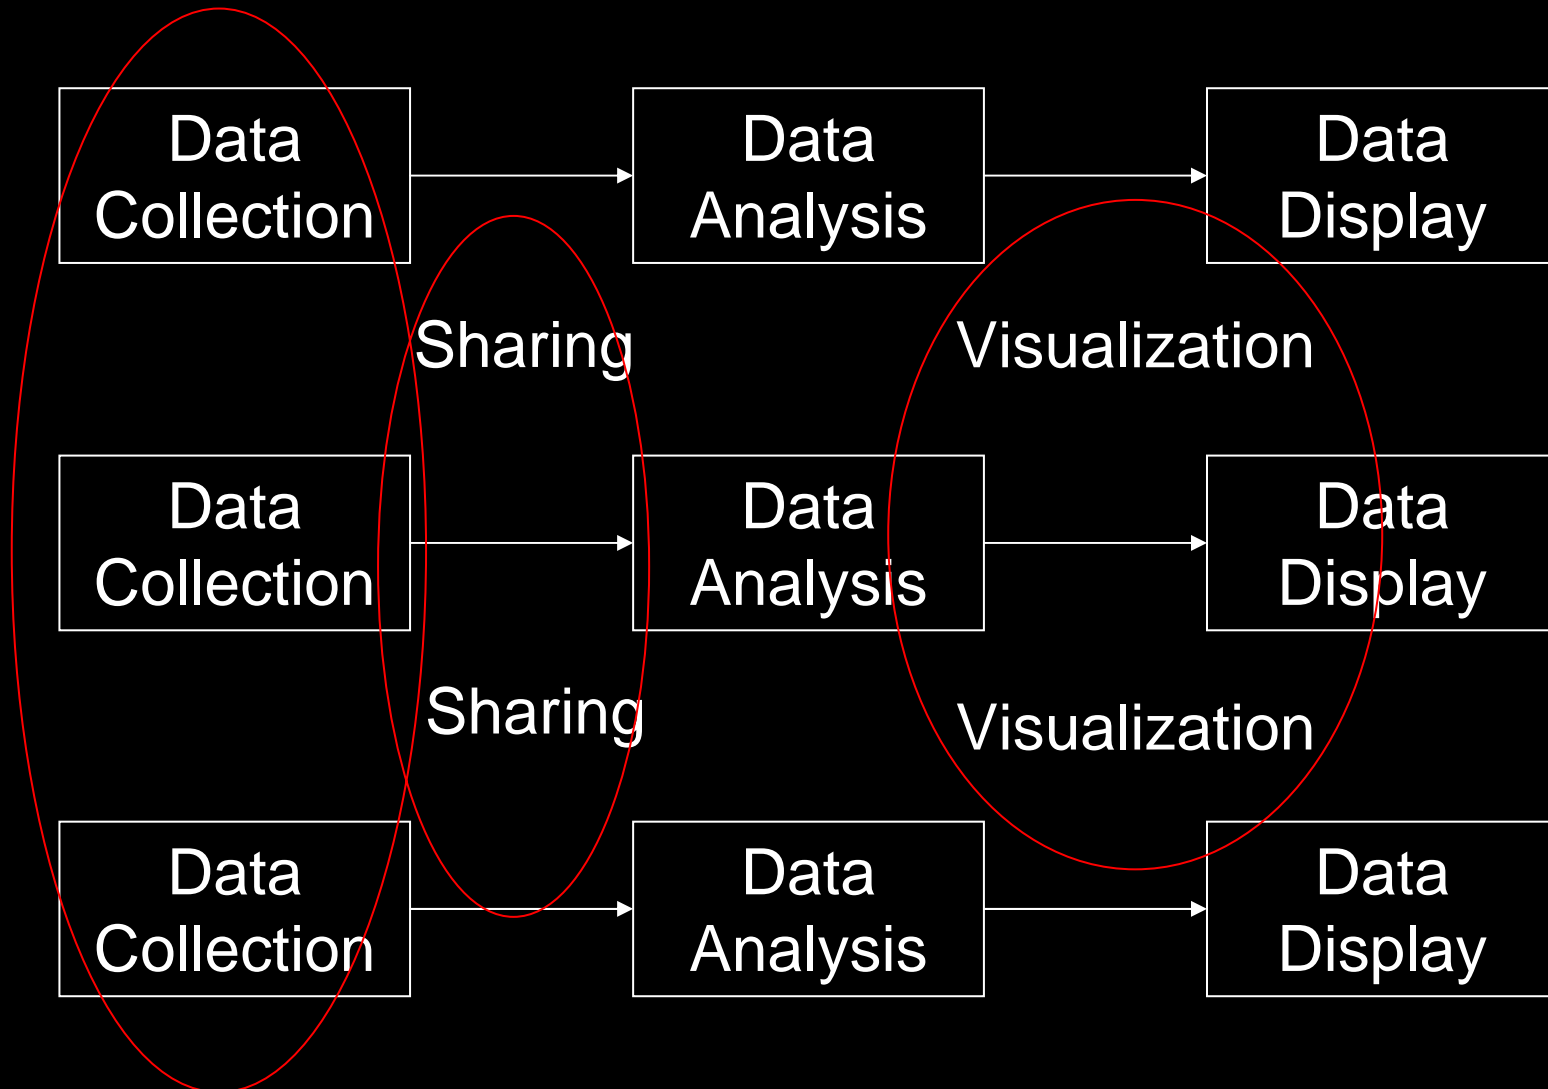 Data
Collection
Data
Analysis
Data
Display
Sharing
Visualization
Data
Collection
Data
Analysis
Data
Display
Sharing
Visualization
Data
Collection
Data
Analysis
Data
Display